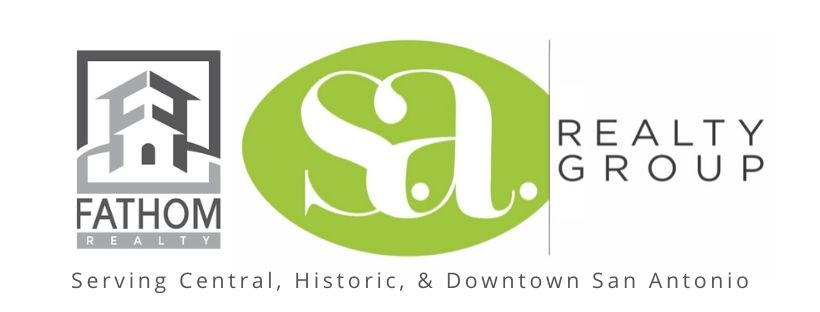 FATHOM
REALTY
s.a.
REALTY
GROUP
Serving Central, Historic, & Downtown San Antonio